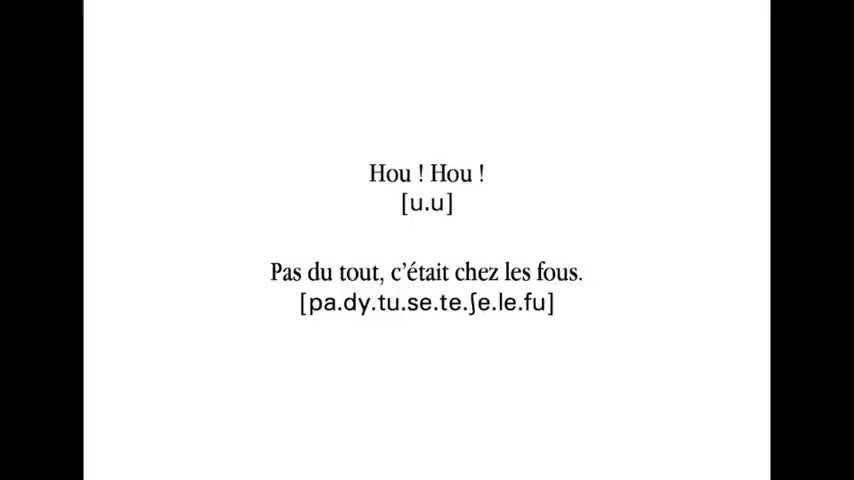 Hou ! Hou !
[u.u]
Pas du tout, c’était chez les fous.
[pa.dy.tu.se.te.ʃe.le.fu]